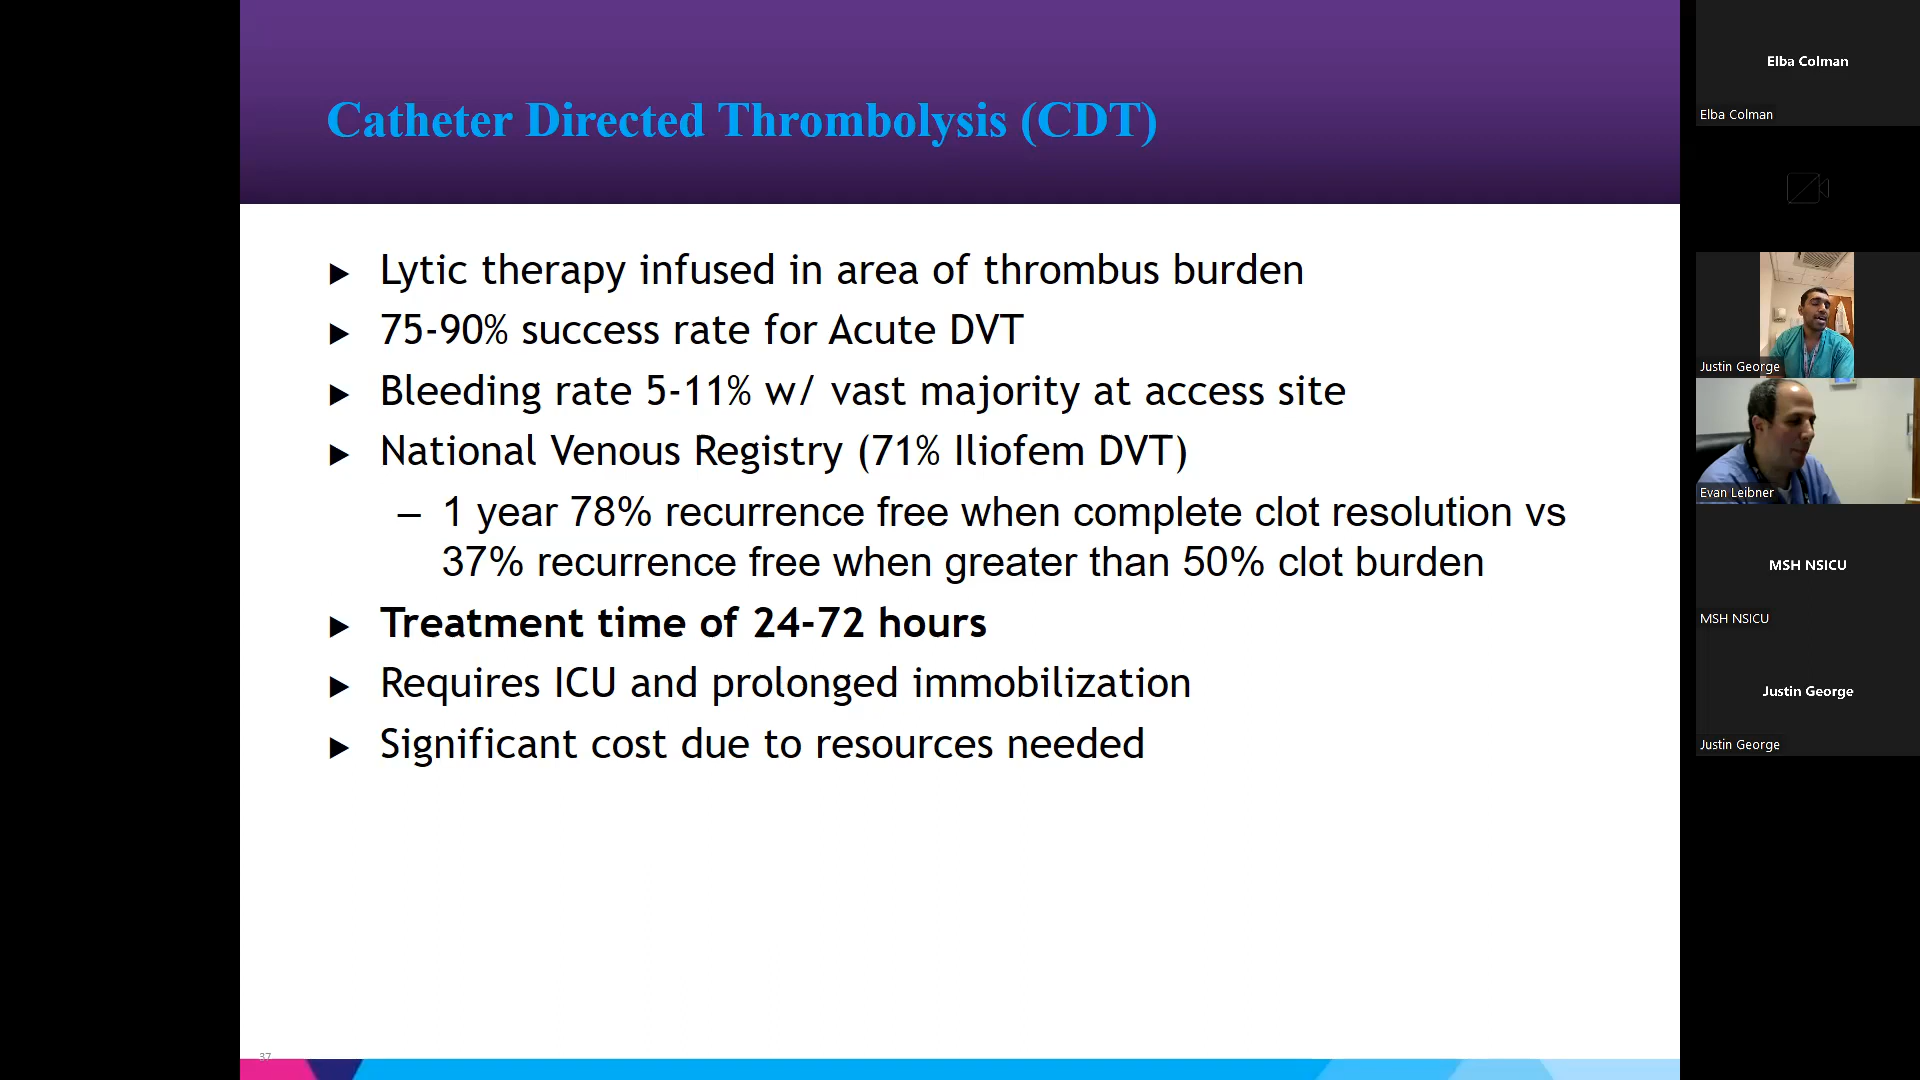 Catheter Directed Thrombolysis (CDT)
► Lytic therapy infused in area of thrombus burden
► 75-90% success rate for Acute DVT
► Bleeding rate 5-11% w/ vast majority at access site
► National Venous Registry (71% Iliofem DVT)
– 1 year 78% recurrence free when complete clot resolution vs
37% recurrence free when greater than 50% clot burden
► Treatment time of 24-72 hours
► Requires ICU and prolonged immobilization
► Significant cost due to resources needed
37
Elba Colman
Elba Colman
Justin George
Evan Leibner
MSH NSICU
MSH NSICU
Justin George
Justin George